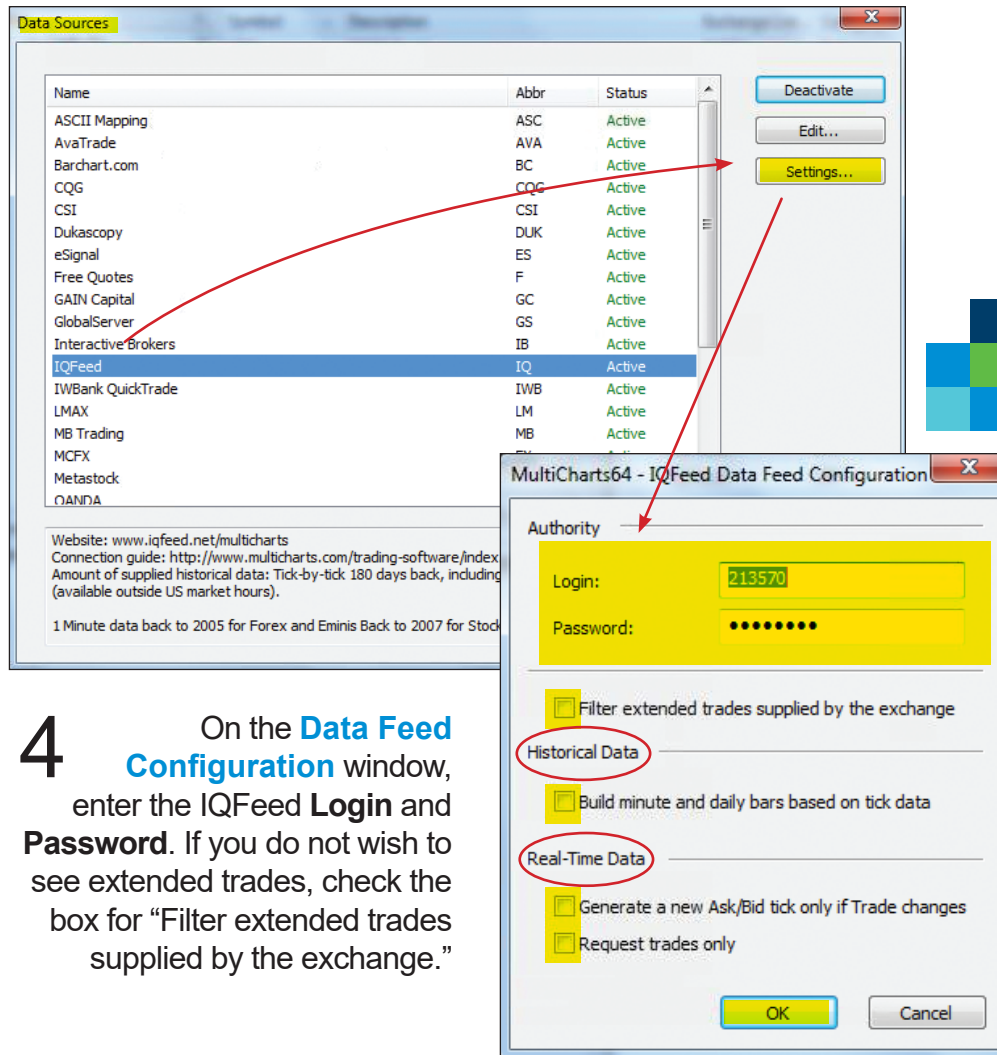 Data Sources
Name Abbr Status
ASCII Mapping ASC Active
AvaTrade AVA Active
Barchart.com BC Active
CQG CQG Active
CSI CSI Active
Dukascopy DUK Active
eSignal ES Active
Free Quotes F Active
GAIN Capital GC Active
GlobalServer GS Active
Interactive Brokers IB Active
IQFeed IQ Active
IWBank QuickTrade IWB Active
LMAX LM Active
MB Trading MB Active
MCFX
Metastock
OANDA
Deactivate
Edit...
Settings...
Website: www.iqfeed.net/multicharts
Connection guide: http://www.multicharts.com/trading-software/index
Amount of supplied historical data: Tick-by-tick 180 days back, including
(available outside US market hours).
1 Minute data back to 2005 for Forex and Eminis Back to 2007 for Stock
MultiCharts64 - IQFeed Data Feed Configuration
Authority
Login: 213570
Password: ••••••••
Filter extended trades supplied by the exchange
Historical Data
Build minute and daily bars based on tick data
Real-Time Data
Generate a new Ask/Bid tick only if Trade changes
Request trades only
OK Cancel
4 On the Data Feed
Configuration window,
enter the IQFeed Login and
Password. If you do not wish to
see extended trades, check the
box for “Filter extended trades
supplied by the exchange.”